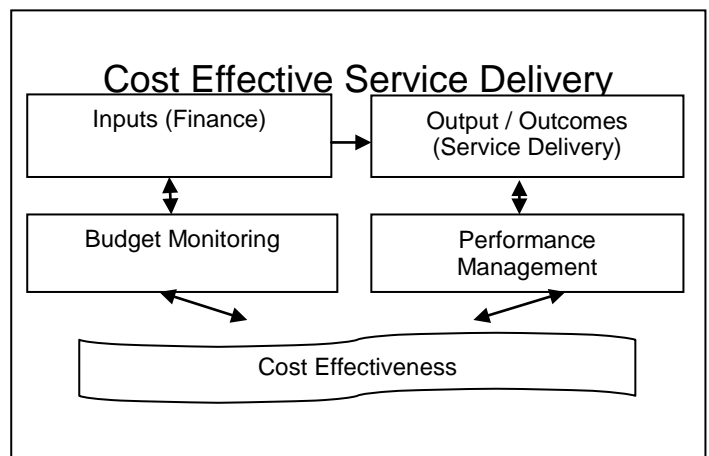 Cost Effective Service Delivery
Inputs (Finance)
Output / Outcomes
(Service Delivery)
Budget Monitoring
Performance
Management
Cost Effectiveness